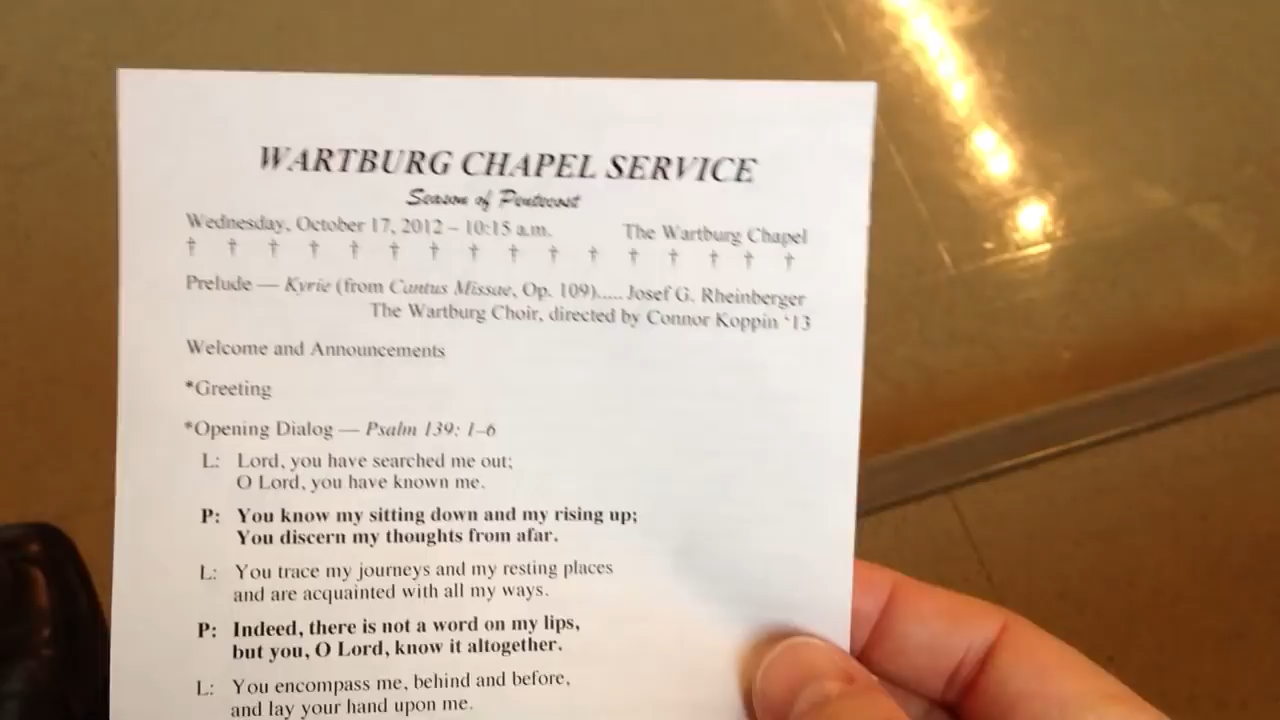 WARTBURG CHAPEL SERVICE
Season of Pentecost
Wednesday, October 17, 2012 – 10:15 a.m. The Wartburg Chapel
† † † † † † † † † † † † † † † †
Prelude — Kyrie (from Cantus Missae, Op. 109)..... Josef G. Rheinberger
The Wartburg Choir, directed by Connor Koppin ‘13
Welcome and Announcements
*Greeting
*Opening Dialog — Psalm 139: 1–6
L: Lord, you have searched me out;
O Lord, you have known me.
P: You know my sitting down and my rising up;
You discern my thoughts from afar.
L: You trace my journeys and my resting places
and are acquainted with all my ways.
P: Indeed, there is not a word on my lips,
but you, O Lord, know it altogether.
L: You encompass me, behind and before,
and lay your hand upon me.